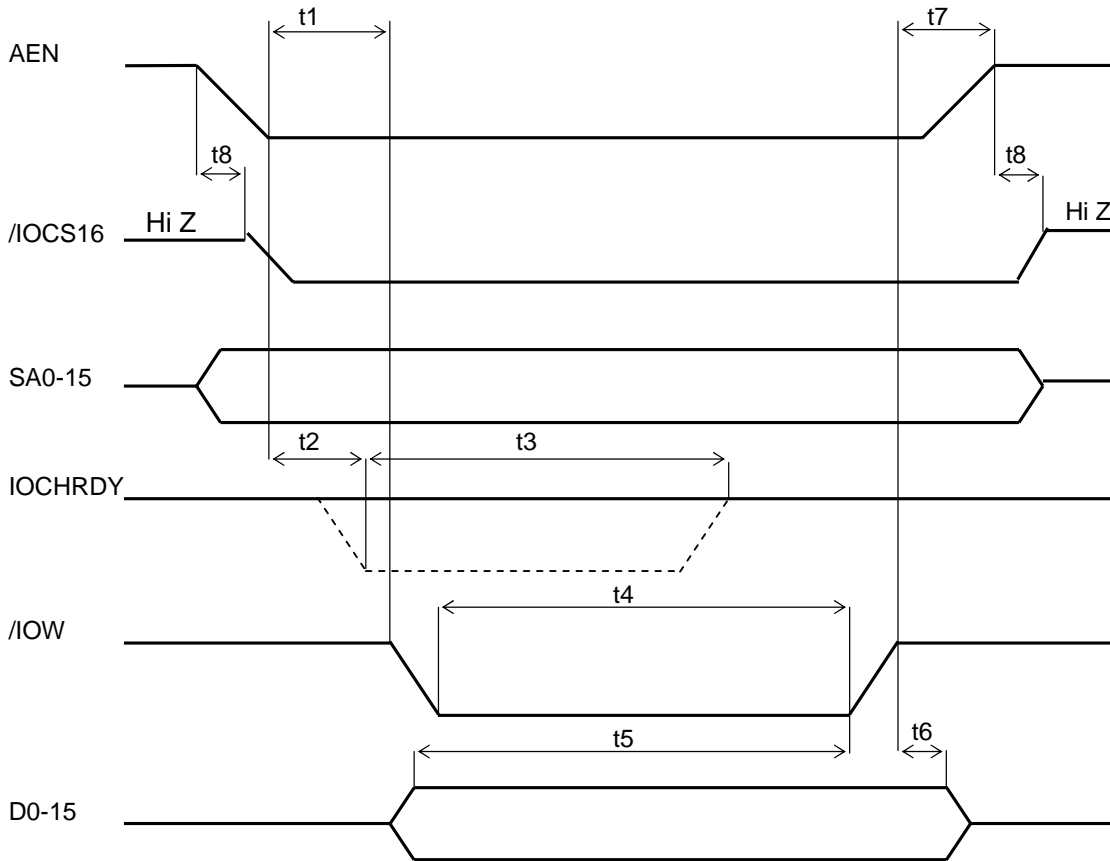 t1
t7
AEN
t8
t8
/IOCS16
Hi Z
Hi Z
SA0-15
t2
t3
IOCHRDY
t4
/IOW
t5
t6
D0-15